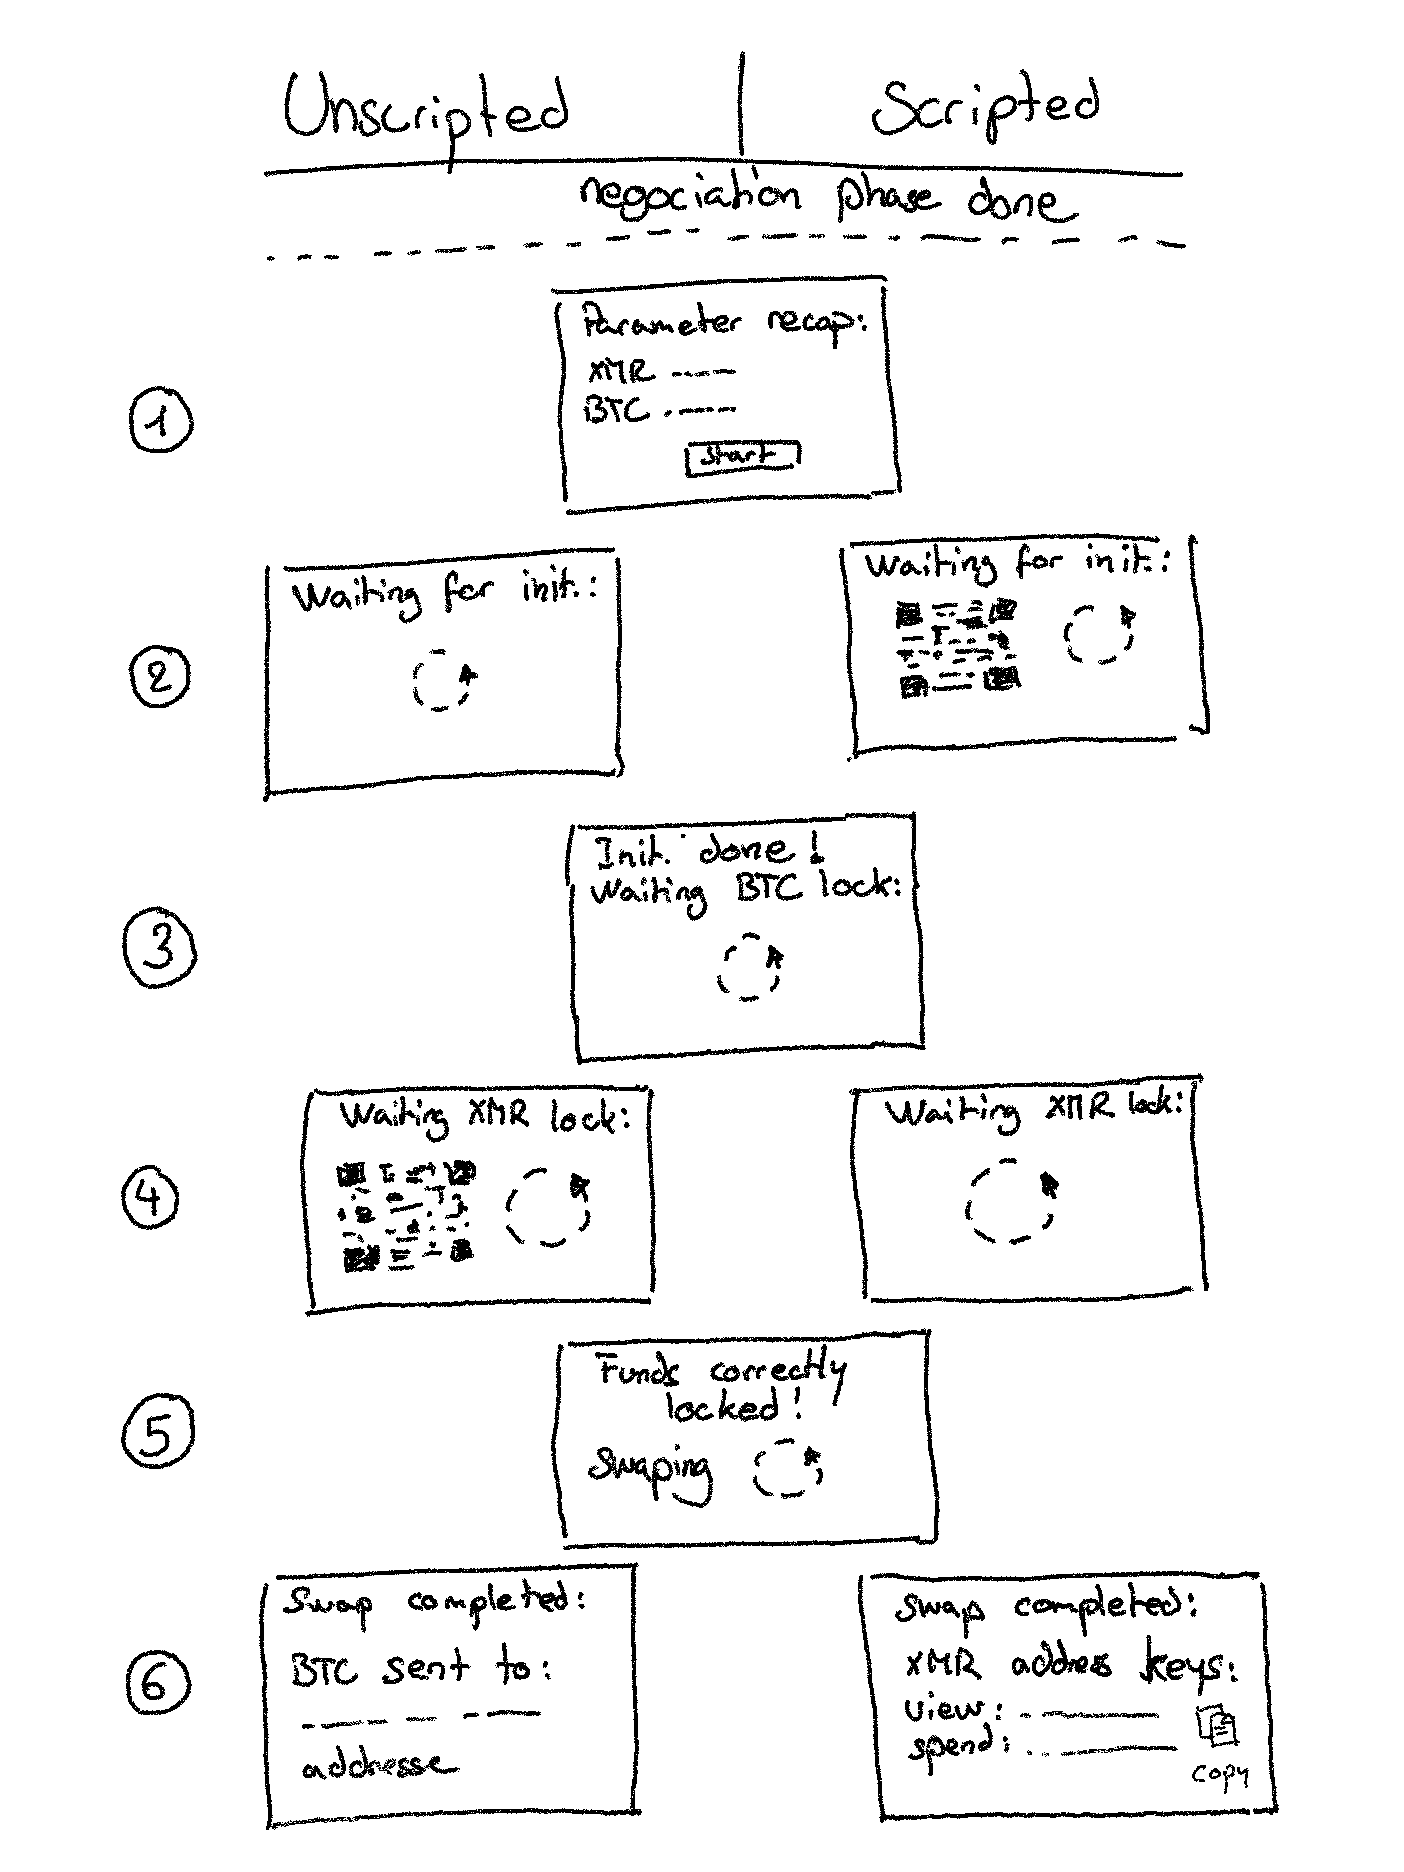 Unscripted | Scripted
negociation phase done
1
Parameter recap:
XMR -----
BTC ------
Start
2
Waiting for init.:
Waiting for init.:
3
Init. done!
Waiting BTC lock:
4
Waiting XMR lock:
Waiting XMR lock:
5
Funds correctly
locked!
Swaping
6
Swap completed:
BTC sent to:
addresse
Swap completed:
XMR address keys:
view:
spend:
copy